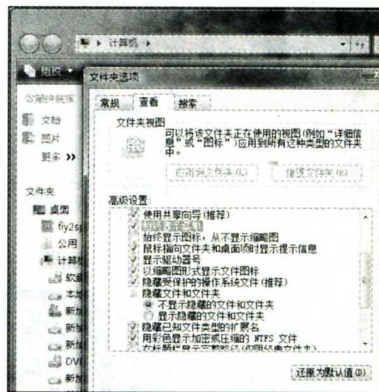 计算机
组织
文件夹选项
常规 查看 搜索
文件夹视图
可以将该文件夹正在使用的视图(例如“详细信
息”或“图标”)应用到所有这种类型的文件夹
中。
应用到文件夹(L) 重置文件夹(R)
文档
图片
更多 >>
文件夹
桌面
公用
计算机
高级设置:
使用共享向导(推荐)
始终显示图标，从不显示缩略图
鼠标指向文件夹和桌面项时显示提示信息
显示驱动器号
以缩略图形式显示文件图标
隐藏受保护的操作系统文件(推荐)
隐藏文件和文件夹
不显示隐藏的文件和文件夹
显示隐藏的文件和文件夹
隐藏已知文件类型的扩展名
用彩色显示加密或压缩的 NTFS 文件
还原为默认值(D)